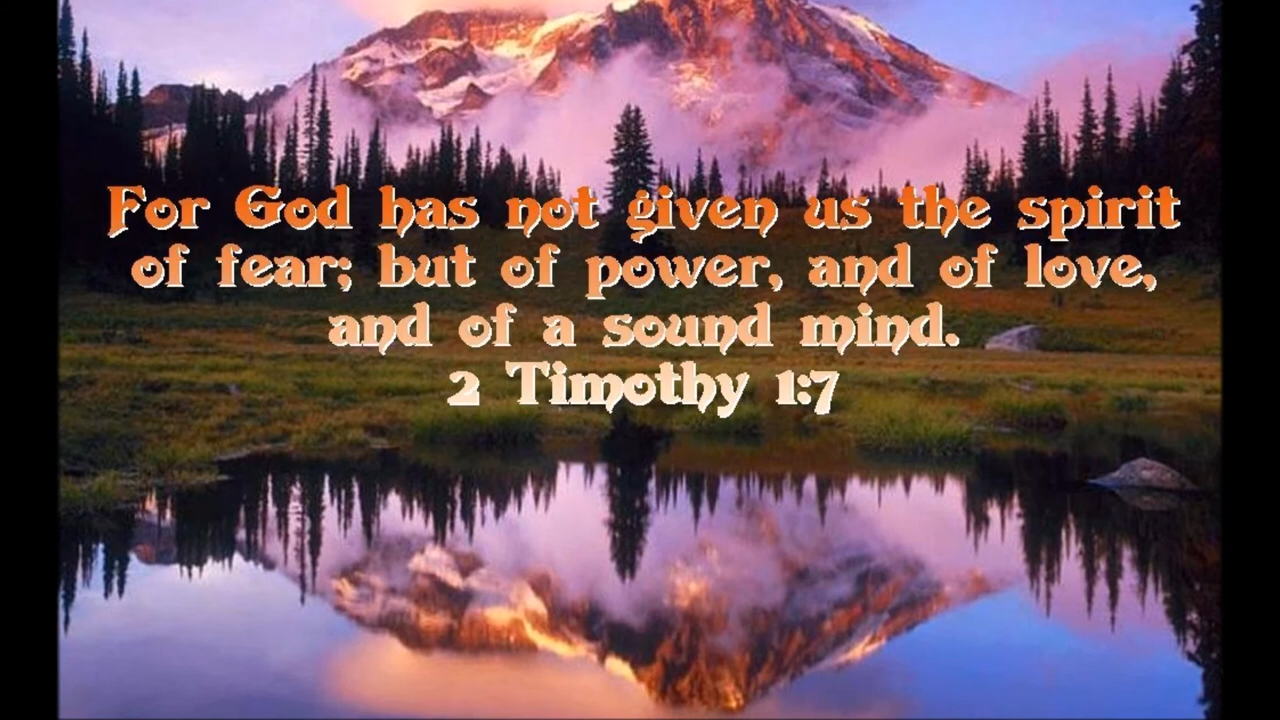 For God has not given us the spirit
of fear; but of power, and of love,
and of a sound mind.
2 Timothy 1:7